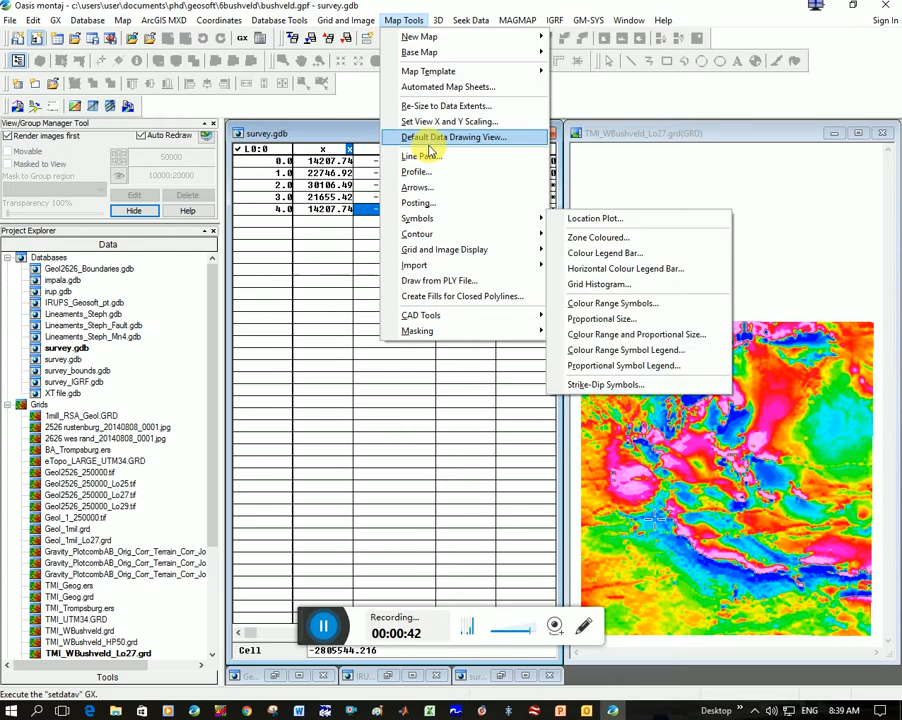 Oasis montaj - c:\users\user\documents\phd\geosoft\6bushveld\bushveld.gpf - survey.gdb
File GX Database Map ArcGIS MXD Coordinates Database Tools Grid and Image Map Tools 3D Seek Data MAGMAP IGRF GM-SYS Window Help Sign In
GX
View/Group Manager Tool
Render images first
Auto Redraw
Movable
Masked to View
Mask to Group region
Transparency 100%
50000
10000:20000
Edit
Delete
Hide
Help
Project Explorer
Data
Databases
Geol2626_Boundaries.gdb
impala.gdb
irup.gdb
IRUPS_Geosoft_pt.gdb
Lineaments_Steph.gdb
Lineaments_Steph_Fault.gdb
Lineaments_Steph_Mn4.gdb
survey.gdb
survey.gdb
survey_bounds.gdb
survey_IGRF.gdb
XT file.gdb
Grids
1mill_RSA_Geol.GRD
2526 rustenburg_20140808_0001.jpg
2626 wes rand_20140808_0001.jpg
BA_Trompsburg.ers
eTopo_LARGE_UTM34.GRD
Geol2526_250000.tif
Geol2526_250000_Lo25.tif
Geol2526_250000_Lo27.tif
Geol2526_250000_Lo29.tif
Geol_1_250000.tif
Geol_1mil.grd
Geol_1mil_Lo27.grd
Gravity_PlotcombAB_Orig_Corr_Terrain_Corr_Jo
Gravity_PlotcombAB_Orig_Corr_Terrain_Corr_Jo
Gravity_PlotcombAB_Orig_Corr_Terrain_Corr_Jo
TMI_Geog.ers
TMI_Geog.grd
TMI_Trompsburg.ers
TMI_UTM34.GRD
TMI_WBushveld.grd
TMI_WBushveld_HP50.grd
TMI_WBushveld_Lo27.grd
Tools
Execute the "setdatav" GX.
survey.gdb
L0:0 x
0.0 14207.74
1.0 22746.92
2.0 30106.49
3.0 21655.42
4.0 14207.74
Cell -2805544.216
New Map
Base Map
Map Template
Automated Map Sheets...
Re-Size to Data Extents...
Set View X and Y Scaling...
Default Data Drawing View...
Line Path...
Profile...
Arrows...
Posting...
Symbols
Contour
Grid and Image Display
Import
Draw from PLY File...
Create Fills for Closed Polylines...
CAD Tools
Masking
Location Plot...
Zone Coloured...
Colour Legend Bar...
Horizontal Colour Legend Bar...
Grid Histogram...
Colour Range Symbols...
Proportional Size...
Colour Range and Proportional Size...
Colour Range Symbol Legend...
Proportional Symbol Legend...
Strike-Dip Symbols...
TMI_WBushveld_Lo27.grd(GRD)
Recording...
00:00:42
Desktop
ENG
8:39 AM